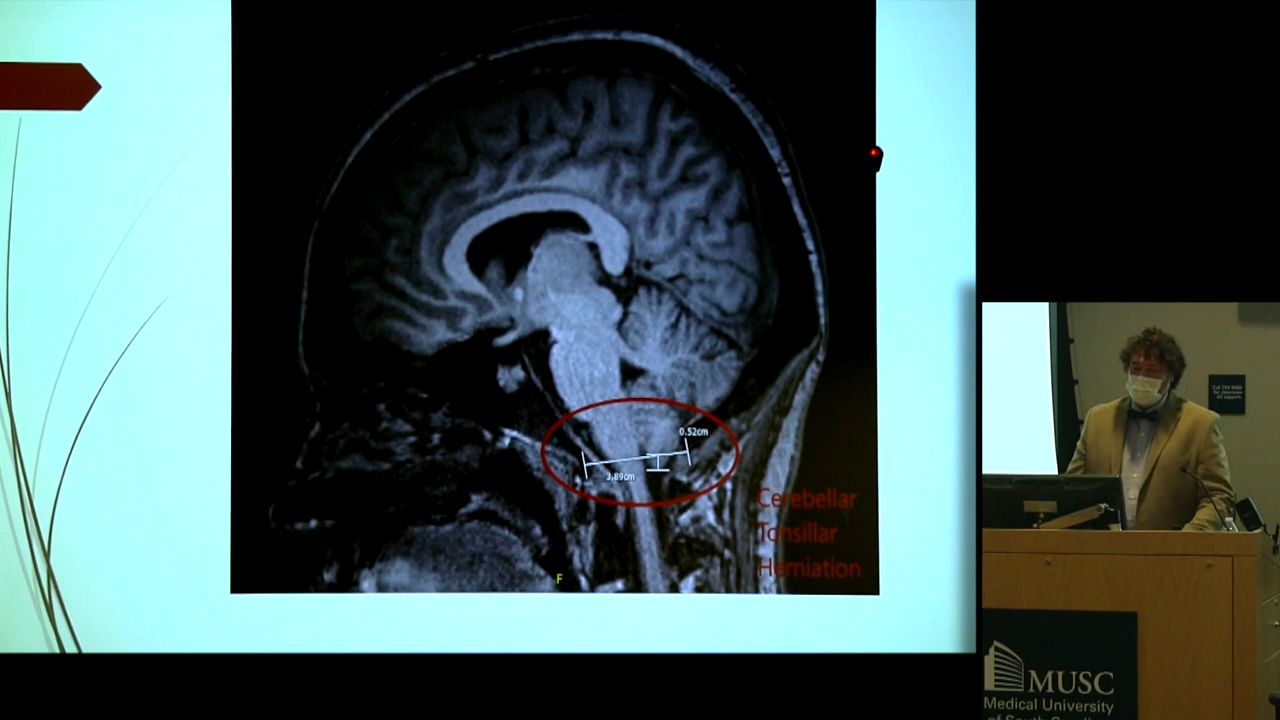 0.52cm
3.89cm
Cerebellar
Tonsillar
Herniation
F
MUSC
Medical University